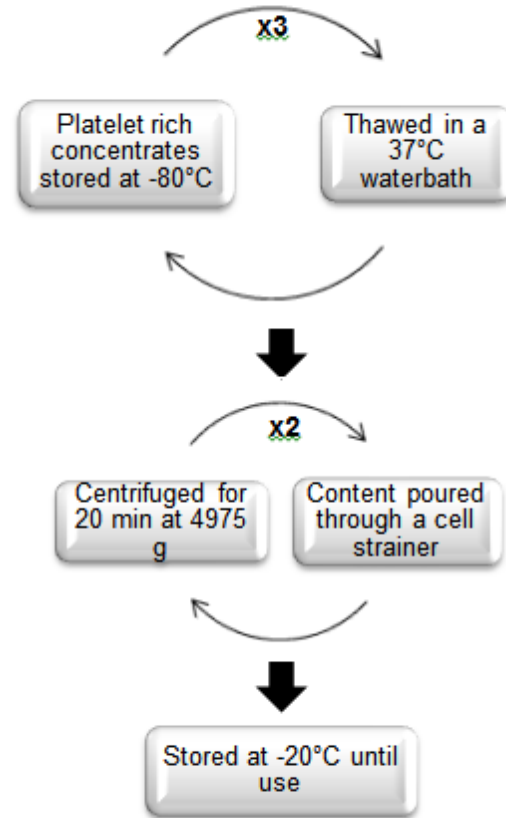 x3
Platelet rich
concentrates
stored at -80°C
Thawed in a
37°C
waterbath
x2
Centrifuged for
20 min at 4975
g
Content poured
through a cell
strainer
Stored at -20°C until
use